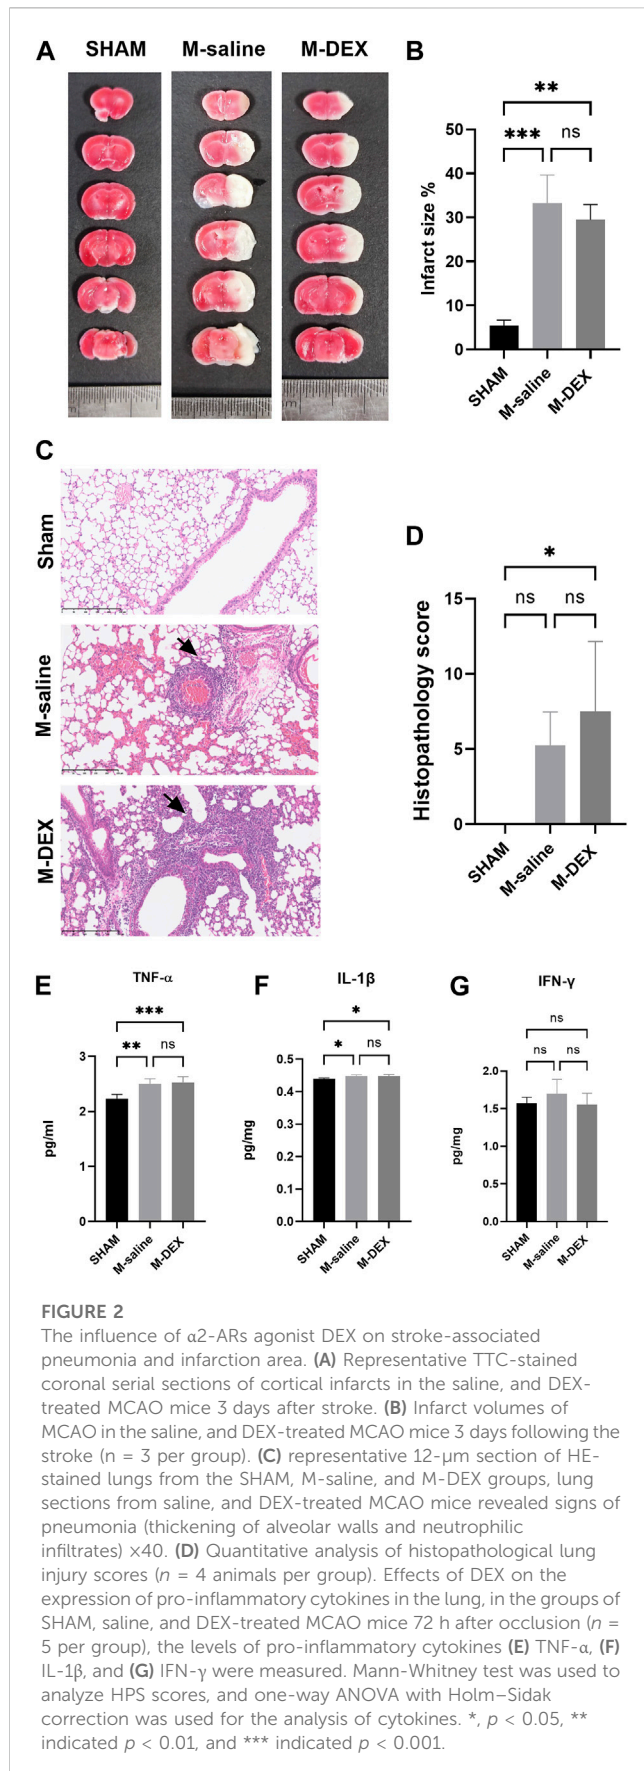 A SHAM M-saline M-DEX
B
** 
*** ns
Infarct size %
50
40
30
20
10
0
SHAM M-saline M-DEX
C
Sham
M-saline
M-DEX
D
*
ns ns
Histopathology score
15
10
5
0
SHAM M-saline M-DEX
E TNF-α
***
** ns
pg/ml
3
2
1
0
SHAM M-saline M-DEX
F IL-1β
*
* ns
pg/mg
0.5
0.4
0.3
0.2
0.1
0.0
SHAM M-saline M-DEX
G IFN-γ
ns
ns ns
pg/mg
2.0
1.5
1.0
0.5
0.0
SHAM M-saline M-DEX
FIGURE 2
The influence of α2-ARs agonist DEX on stroke-associated
pneumonia and infarction area. (A) Representative TTC-stained
coronal serial sections of cortical infarcts in the saline, and DEX-
treated MCAO mice 3 days after stroke. (B) Infarct volumes of
MCAO in the saline, and DEX-treated MCAO mice 3 days following the
stroke (n = 3 per group). (C) representative 12-μm section of HE-
stained lungs from the SHAM, M-saline, and M-DEX groups, lung
sections from saline, and DEX-treated MCAO mice revealed signs of
pneumonia (thickening of alveolar walls and neutrophilic
infiltrates) ×40. (D) Quantitative analysis of histopathological lung
injury scores (n = 4 animals per group). Effects of DEX on the
expression of pro-inflammatory cytokines in the lung, in the groups of
SHAM, saline, and DEX-treated MCAO mice 72 h after occlusion (n =
5 per group), the levels of pro-inflammatory cytokines (E) TNF-α, (F)
IL-1β, and (G) IFN-γ were measured. Mann-Whitney test was used to
analyze HPS scores, and one-way ANOVA with Holm–Sidak
correction was used for the analysis of cytokines. *, p < 0.05, **
indicated p < 0.01, and *** indicated p < 0.001.